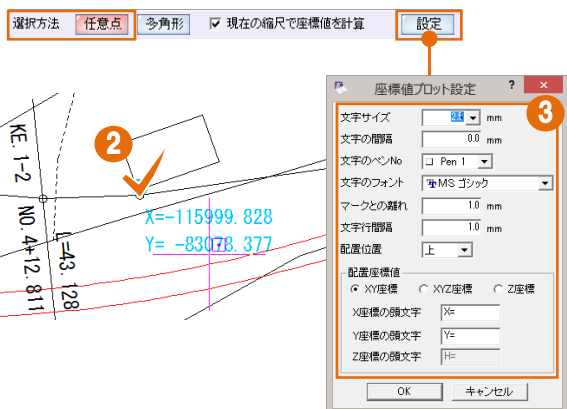 選択方法 任意点 多角形 現在の縮尺で座標値を計算 設定
座標値プロット設定 ? ×
3
文字サイズ mm
文字の間隔 0.0 mm
文字のペンNo Pen 1
文字のフォント MS ゴシック
マークとの離れ 1.0 mm
文字行間隔 1.0 mm
配置位置 上
配置座標値
XY座標 XYZ座標 Z座標
X座標の頭文字 X=
Y座標の頭文字 Y=
Z座標の頭文字 H=
OK キャンセル
2
KE. 1-2
NO. 4+12. 811
L=43. 128
X=-115999. 828
Y= -83078. 377